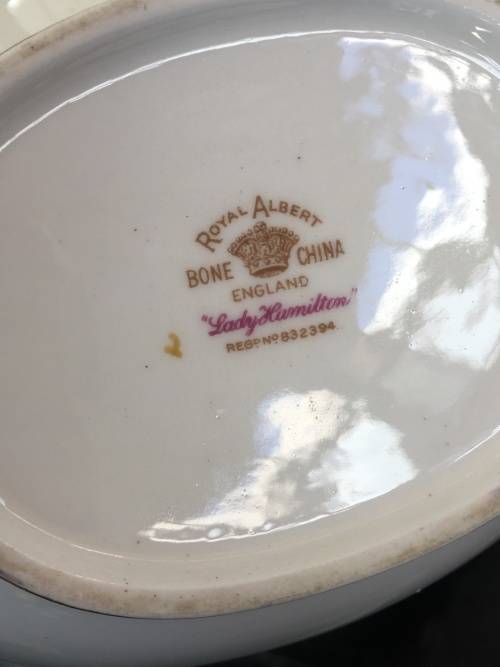 ROYAL ALBERT
BONE CHINA
ENGLAND
"Lady Hamilton"
REGD No 832394
2